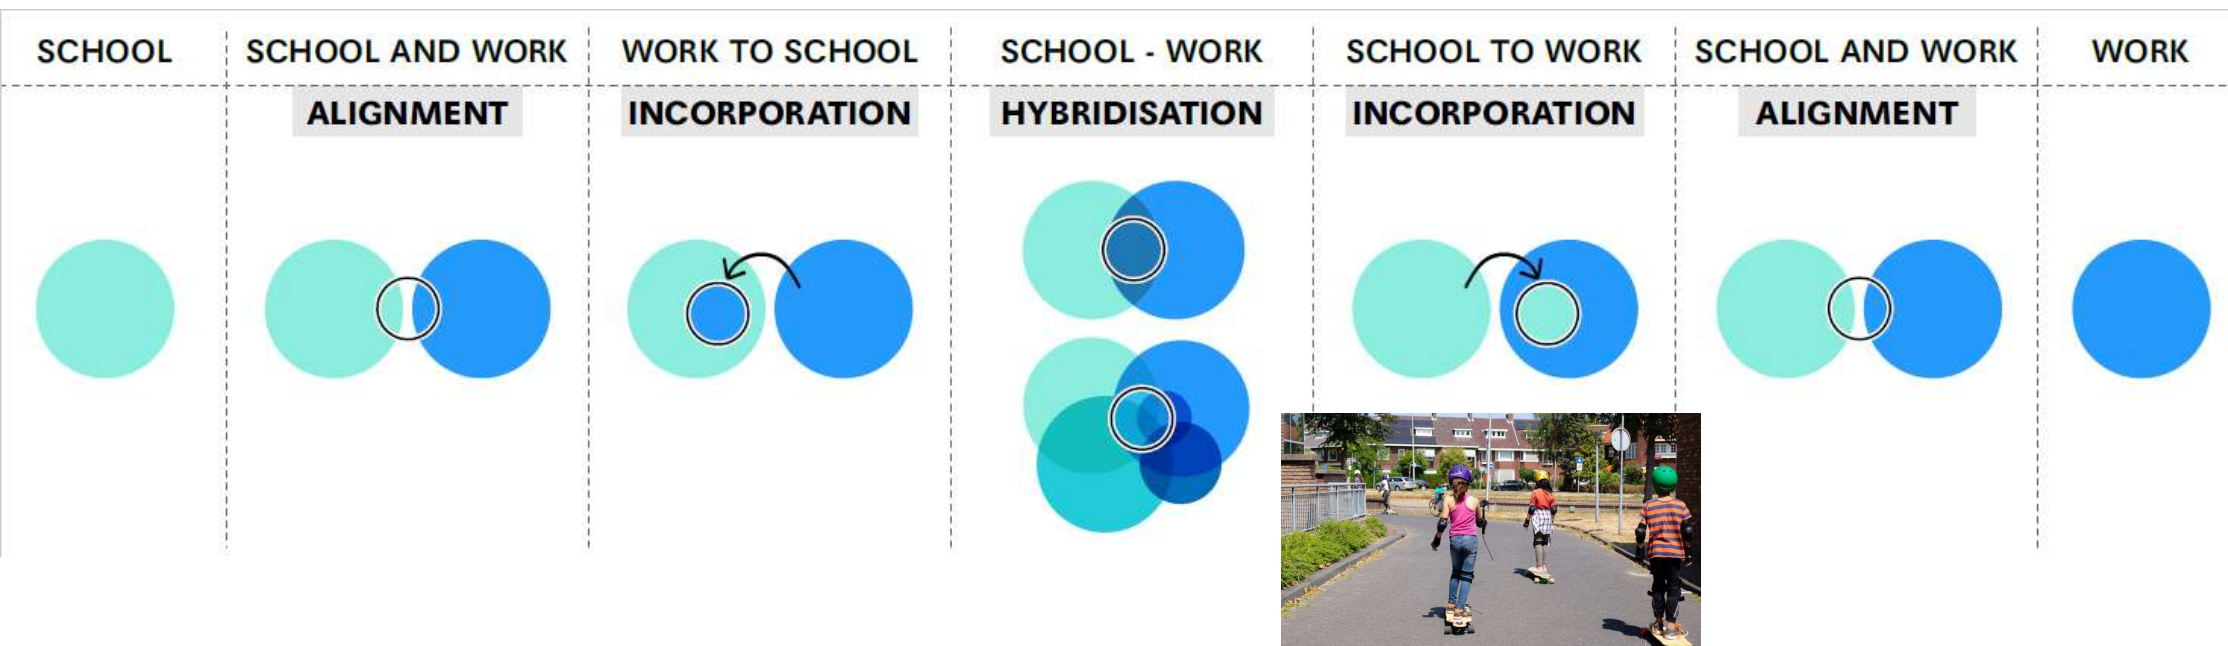 SCHOOL
SCHOOL AND WORK
WORK TO SCHOOL
SCHOOL - WORK
SCHOOL TO WORK
SCHOOL AND WORK
WORK
ALIGNMENT
INCORPORATION
HYBRIDISATION
INCORPORATION
ALIGNMENT